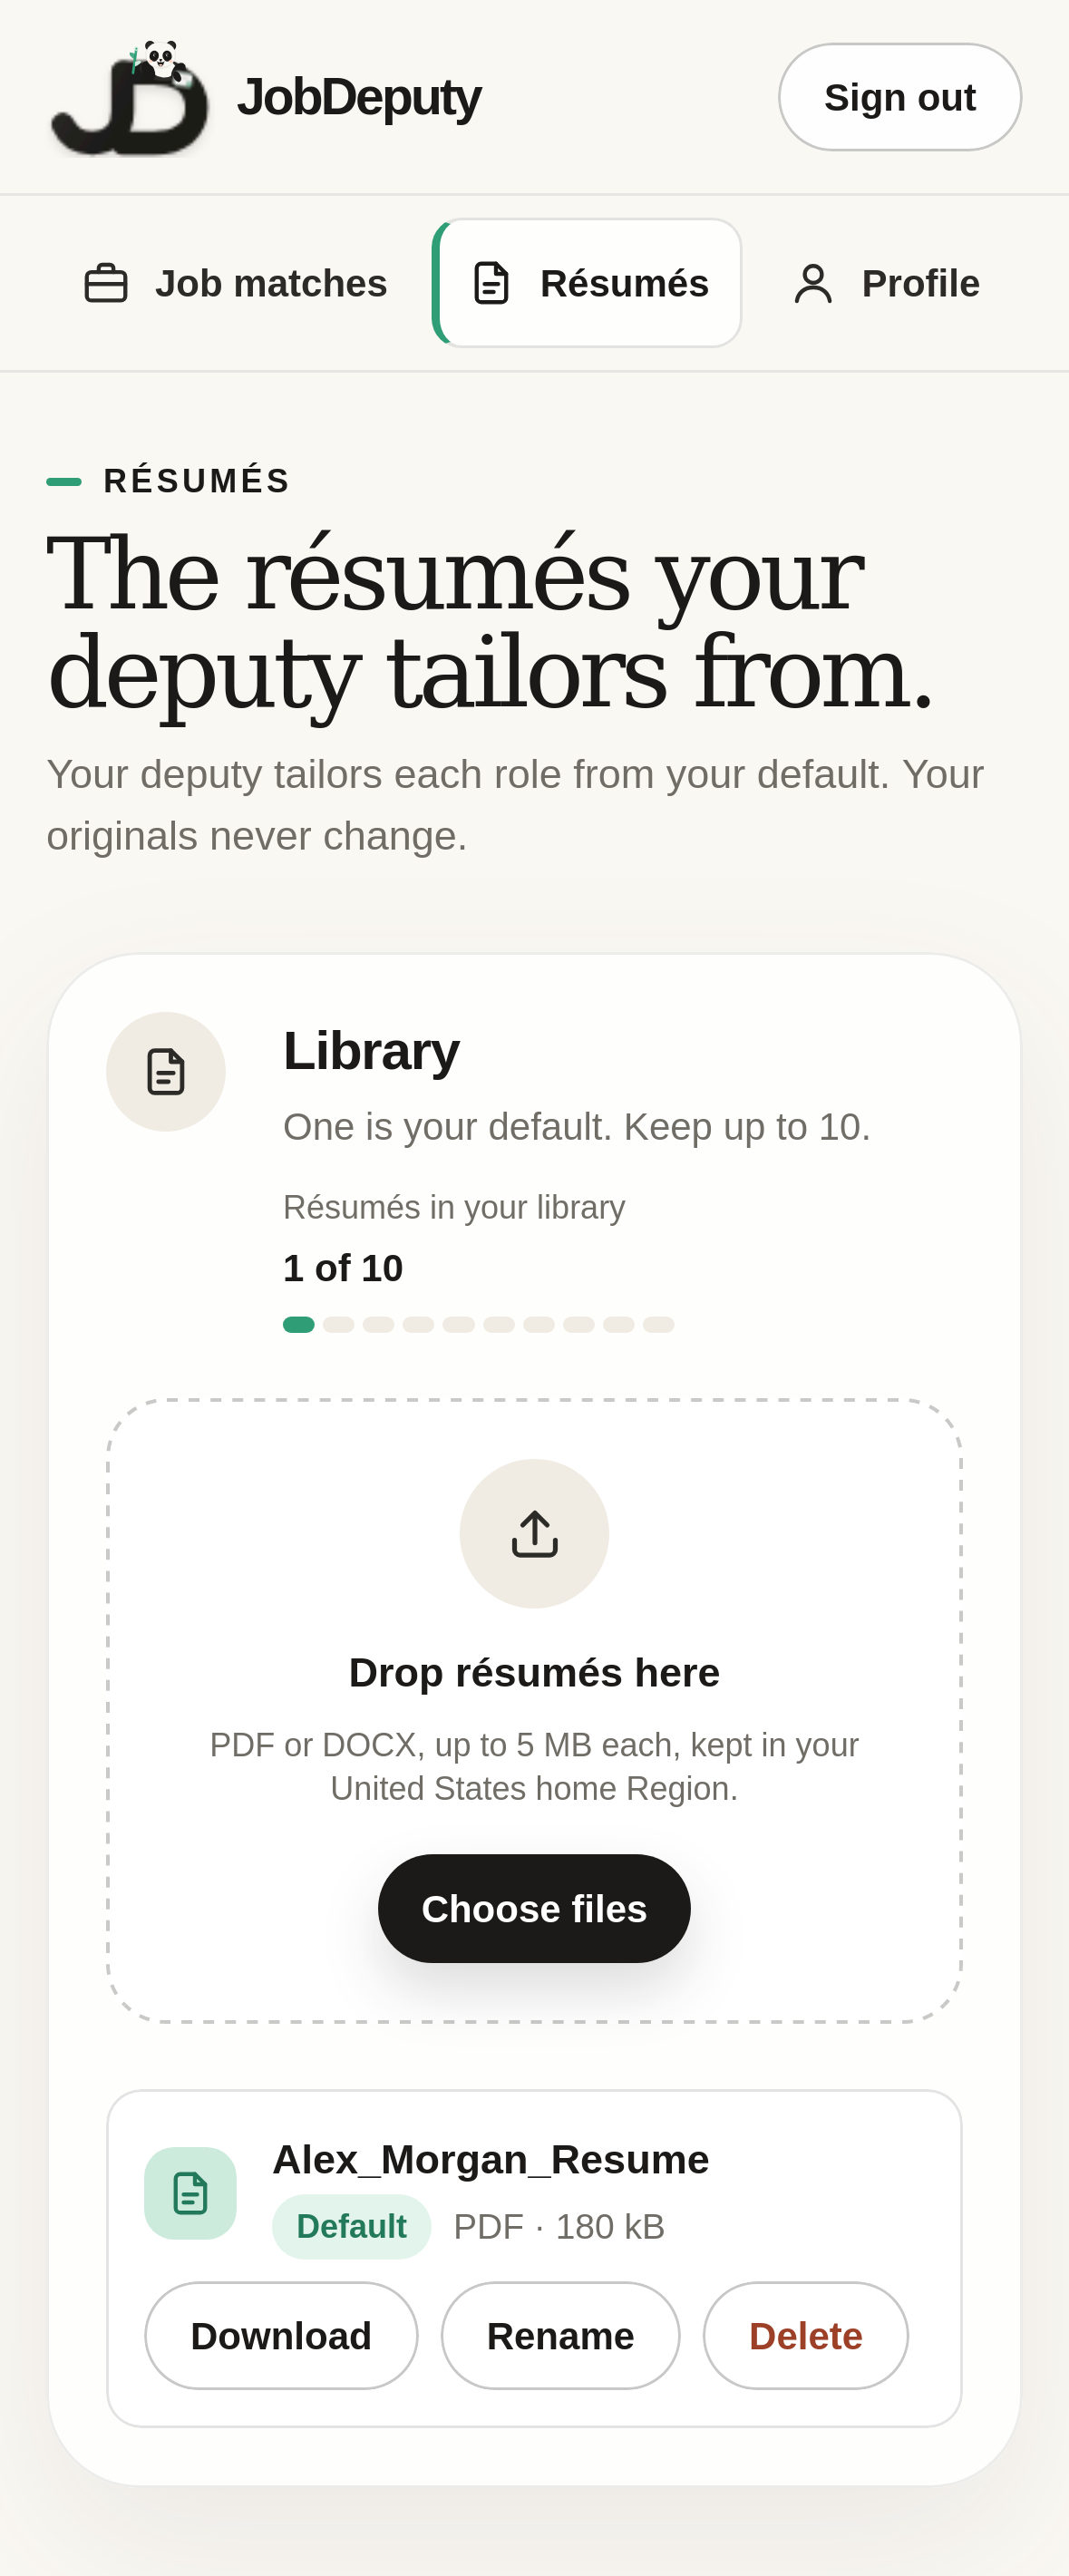 JD JobDeputy
Sign out
Job matches
Résumés
Profile
RÉSUMÉS
The résumés your
deputy tailors from.
Your deputy tailors each role from your default. Your
originals never change.
Library
One is your default. Keep up to 10.
Résumés in your library
1 of 10
Drop résumés here
PDF or DOCX, up to 5 MB each, kept in your
United States home Region.
Choose files
Alex_Morgan_Resume
Default PDF · 180 kB
Download
Rename
Delete